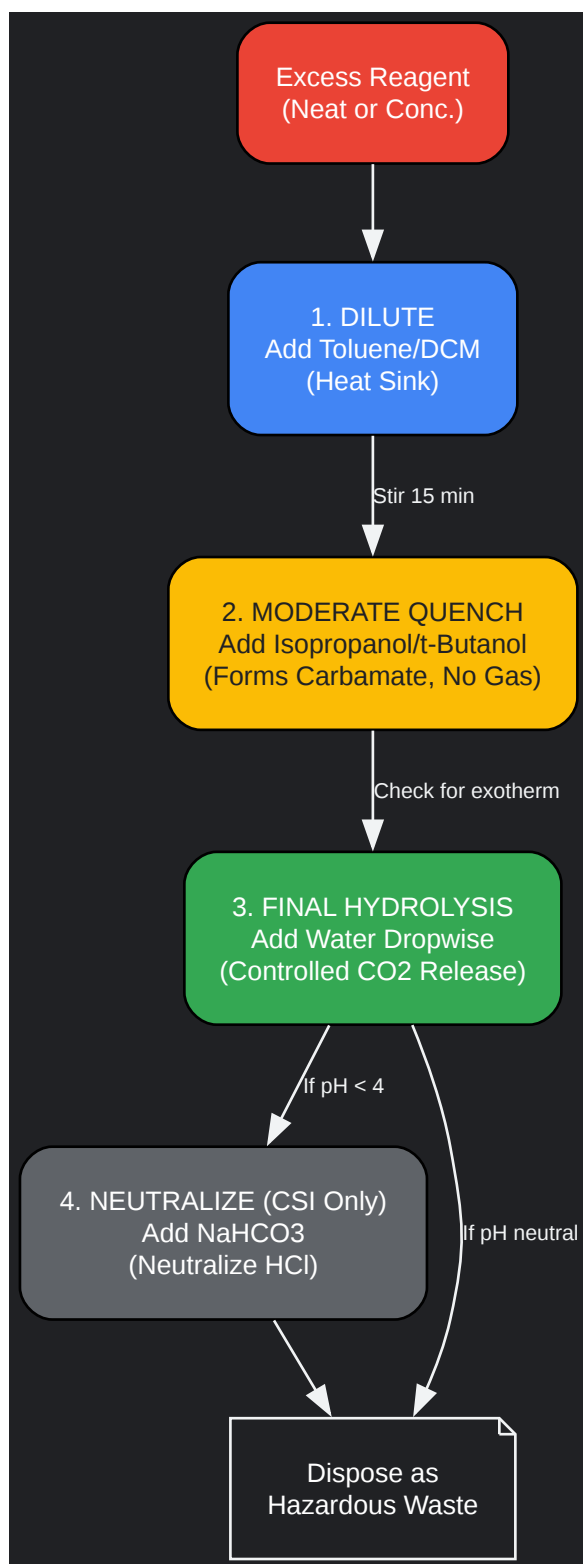 Excess Reagent
(Neat or Conc.)
1. DILUTE
Add Toluene/DCM
(Heat Sink)
Stir 15 min
2. MODERATE QUENCH
Add Isopropanol/t-Butanol
(Forms Carbamate, No Gas)
Check for exotherm
3. FINAL HYDROLYSIS
Add Water Dropwise
(Controlled CO2 Release)
If pH < 4
4. NEUTRALIZE (CSI Only)
Add NaHCO3
(Neutralize HCl)
If pH neutral
Dispose as
Hazardous Waste